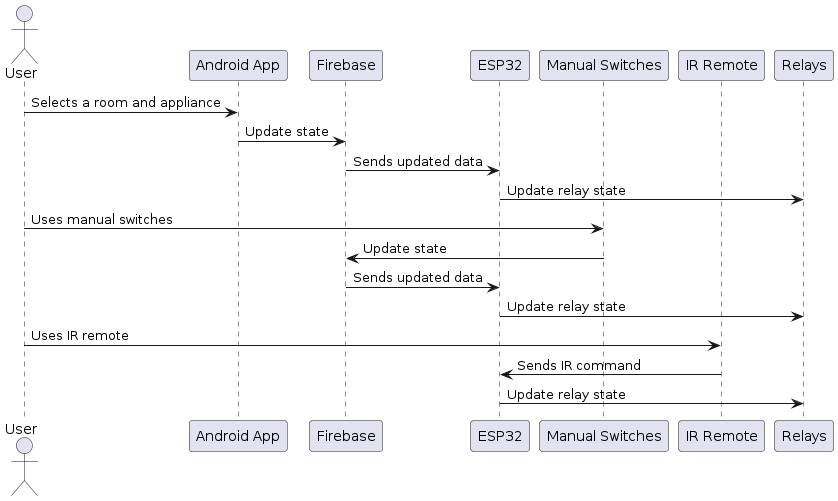 User
Android App
Firebase
ESP32
Manual Switches
IR Remote
Relays
Selects a room and appliance
Update state
Sends updated data
Update relay state
Uses manual switches
Update state
Sends updated data
Update relay state
Uses IR remote
Sends IR command
Update relay state
User
Android App
Firebase
ESP32
Manual Switches
IR Remote
Relays